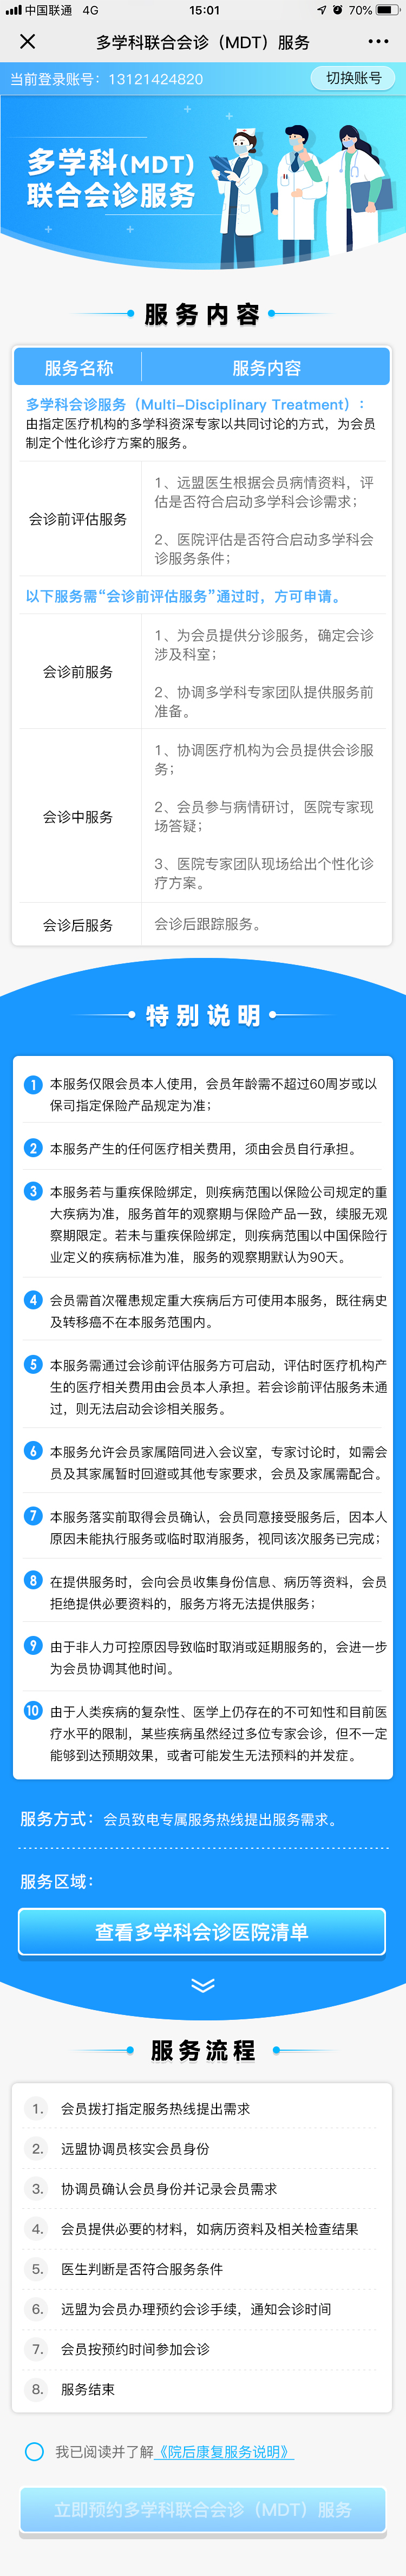 中国联通 4G 15:01 70%
多学科联合会诊（MDT）服务
当前登录账号：13121424820 切换账号
多学科(MDT)
联合会诊服务
服务内容
服务名称 服务内容
多学科会诊服务（Multi-Disciplinary Treatment）：
由指定医疗机构的多学科资深专家以共同讨论的方式，为会员
制定个性化诊疗方案的服务。
会诊前评估服务
1、远盟医生根据会员病情资料，评
估是否符合启动多学科会诊需求；
2、医院评估是否符合启动多学科会
诊服务条件；
以下服务需“会诊前评估服务”通过时，方可申请。
会诊前服务
1、为会员提供分诊服务，确定会诊
涉及科室；
2、协调多学科专家团队提供服务前
准备。
会诊中服务
1、协调医疗机构为会员提供会诊服
务；
2、会员参与病情研讨，医院专家现
场答疑；
3、医院专家团队现场给出个性化诊
疗方案。
会诊后服务 会诊后跟踪服务。
特别说明
1 本服务仅限会员本人使用，会员年龄需不超过60周岁或以
保司指定保险产品规定为准；
2 本服务产生的任何医疗相关费用，须由会员自行承担。
3 本服务若与重疾保险绑定，则疾病范围以保险公司规定的重
大疾病为准，服务首年的观察期与保险产品一致，续服无观
察期限定。若未与重疾保险绑定，则疾病范围以中国保险行
业定义的疾病标准为准，服务的观察期默认为90天。
4 会员需首次罹患规定重大疾病后方可使用本服务，既往病史
及转移癌不在本服务范围内。
5 本服务需通过会诊前评估服务方可启动，评估时医疗机构产
生的医疗相关费用由会员本人承担。若会诊前评估服务未通
过，则无法启动会诊相关服务。
6 本服务允许会员家属陪同进入会议室，专家讨论时，如需会
员及其家属暂时回避或其他专家要求，会员及家属需配合。
7 本服务落实前取得会员确认，会员同意接受服务后，因本人
原因未能执行服务或临时取消服务，视同该次服务已完成；
8 在提供服务时，会向会员收集身份信息、病历等资料，会员
拒绝提供必要资料的，服务方将无法提供服务；
9 由于非人力可控原因导致临时取消或延期服务的，会进一步
为会员协调其他时间。
10 由于人类疾病的复杂性、医学上仍存在的不可知性和目前医
疗水平的限制，某些疾病虽然经过多位专家会诊，但不一定
能够到达预期效果，或者可能发生无法预料的并发症。
服务方式：会员致电专属服务热线提出服务需求。
服务区域：
查看多学科会诊医院清单
服务流程
1. 会员拨打指定服务热线提出需求
2. 远盟协调员核实会员身份
3. 协调员确认会员身份并记录会员需求
4. 会员提供必要的材料，如病历资料及相关检查结果
5. 医生判断是否符合服务条件
6. 远盟为会员办理预约会诊手续，通知会诊时间
7. 会员按预约时间参加会诊
8. 服务结束
我已阅读并了解《院后康复服务说明》
立即预约多学科联合会诊（MDT）服务